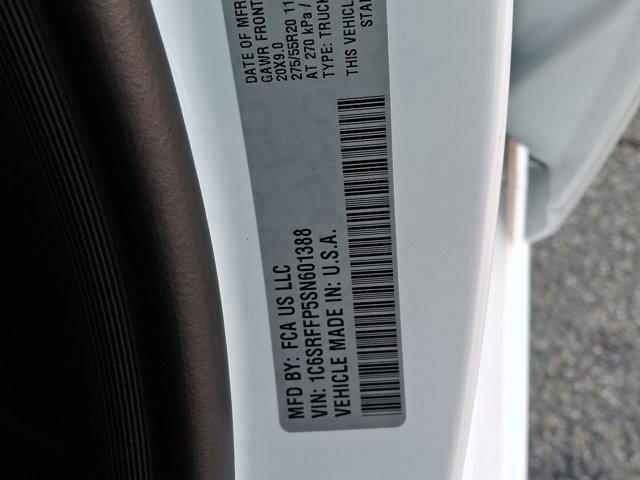 MFD BY: FCA US LLC
VIN: 1C6SRFFP5SN601388
VEHICLE MADE IN: U.S.A.
DATE OF MFR
GAWR FRONT
20X9.0
275/55R20 11
AT 270 kPa /
TYPE: TRUCK
THIS VEHICLE
STA